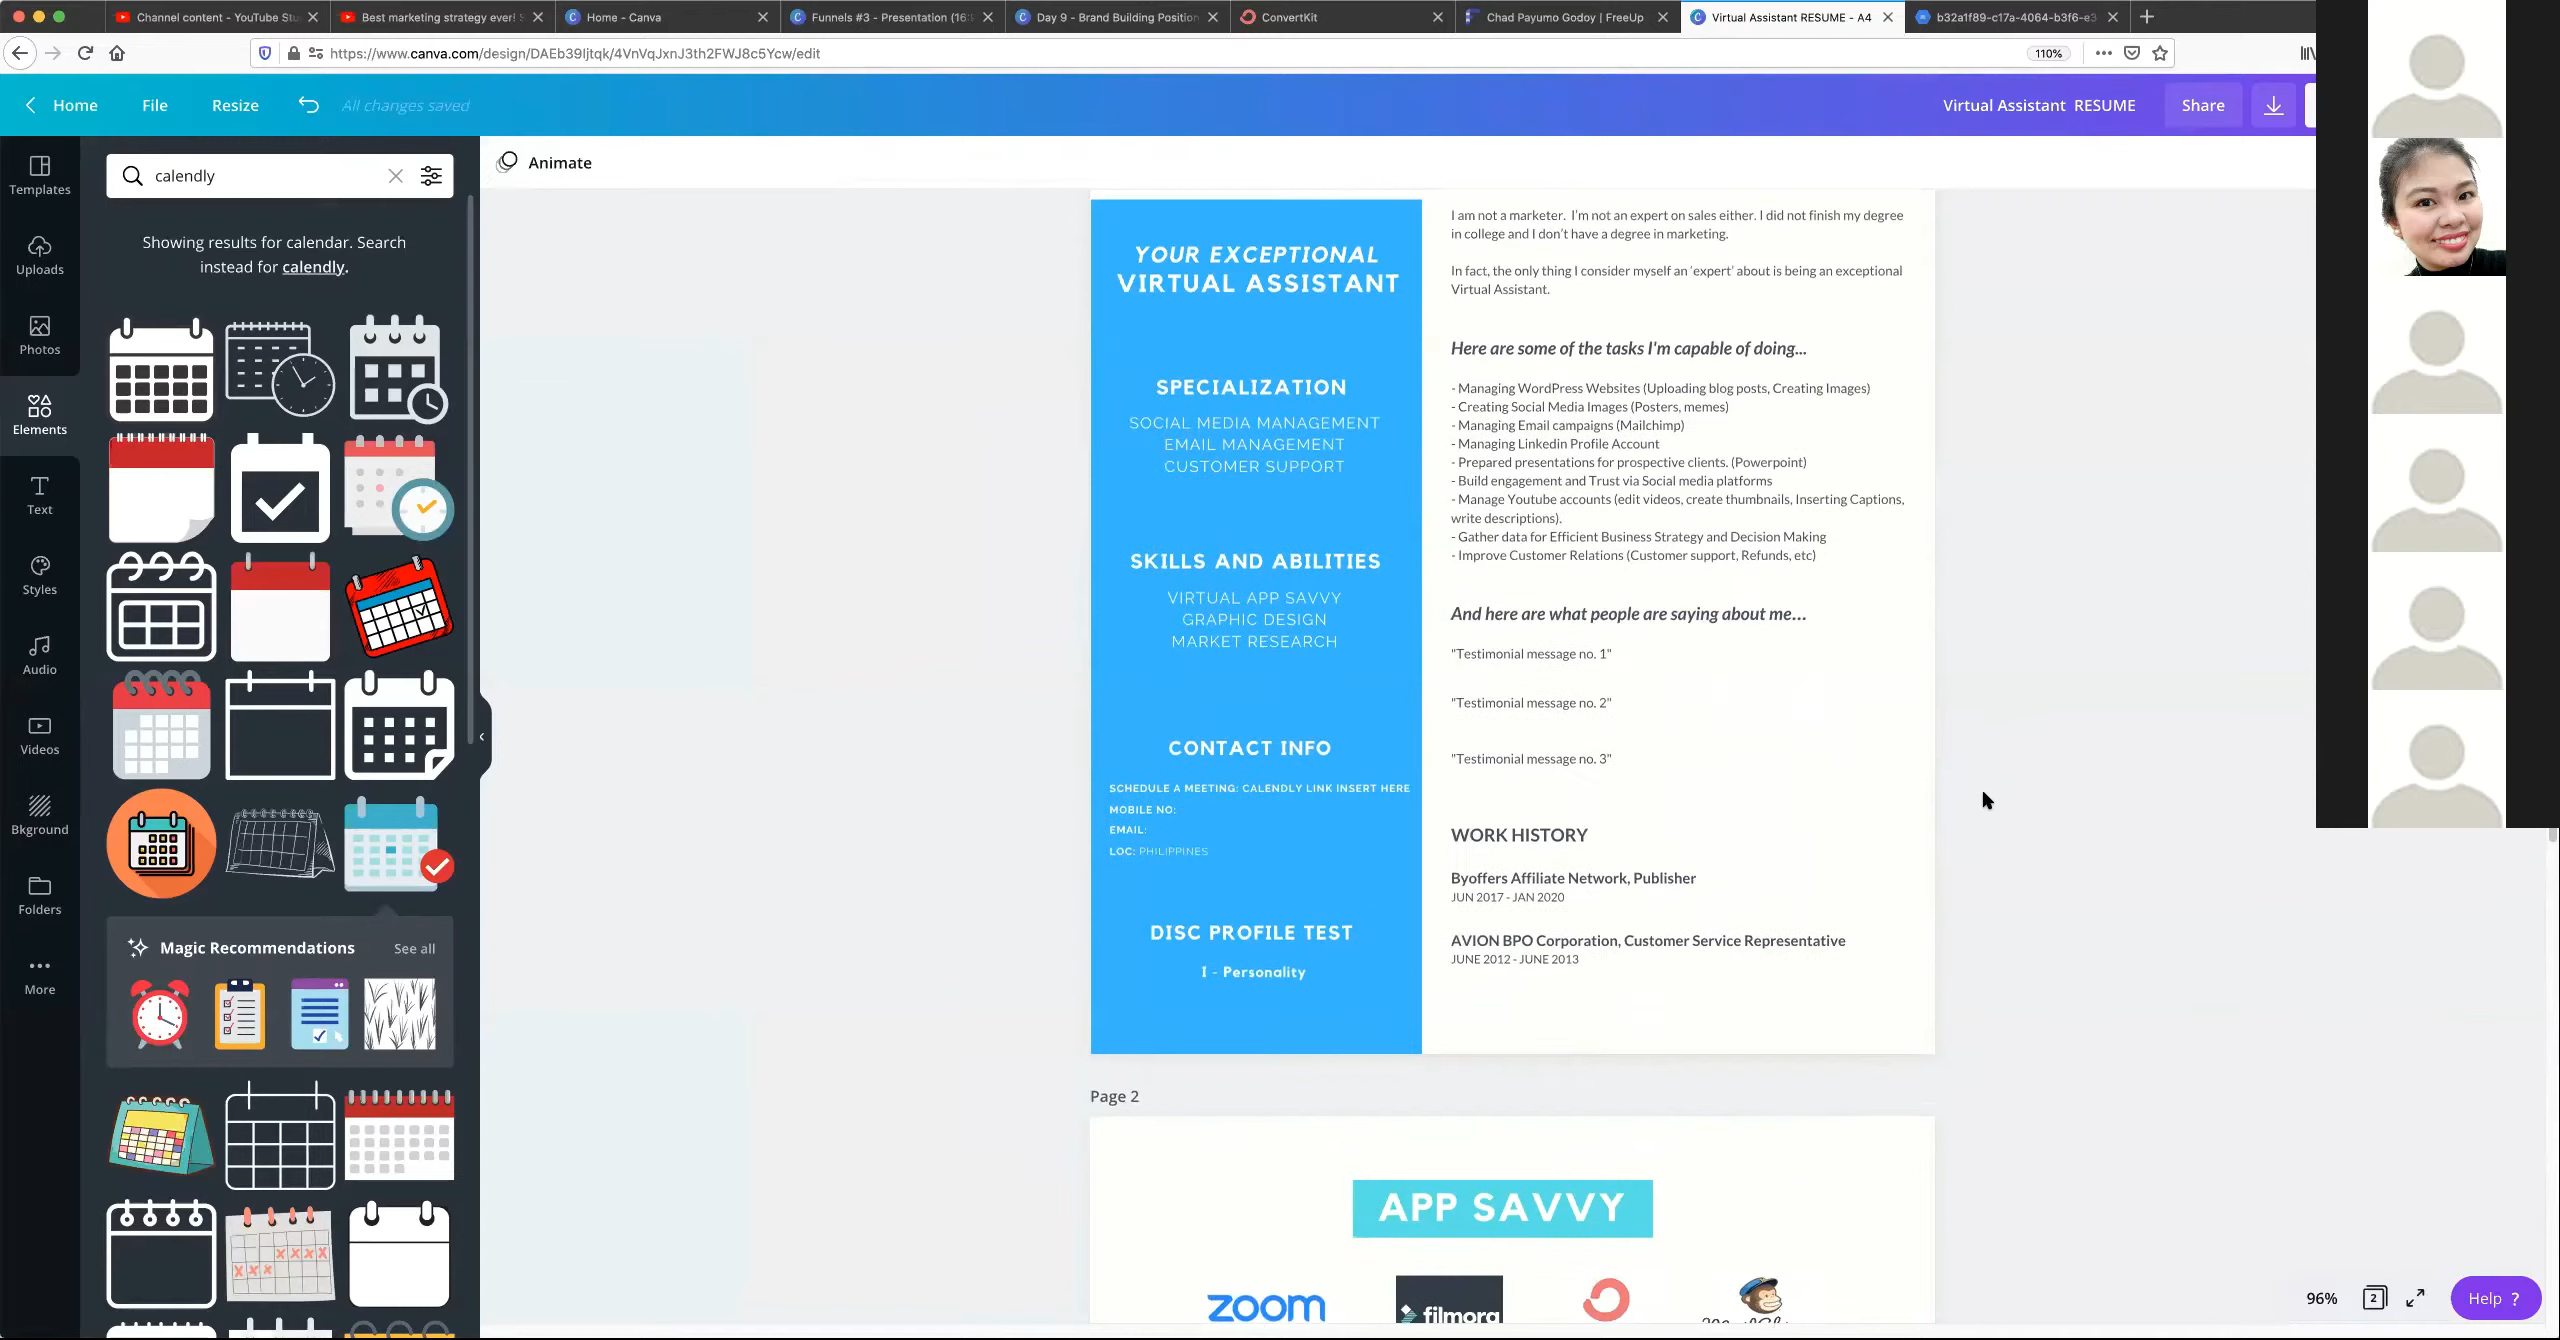 Channel content - YouTube Stu
Best marketing strategy ever! S
Home - Canva
Funnels #3 - Presentation (16:
Day 9 - Brand Building Position
ConvertKit
Chad Payumo Godoy | FreeUp
Virtual Assistant RESUME - A4
b32a1f89-c17a-4064-b3f6-e3
https://www.canva.com/design/DAEb39Ijtqk/4VnVqJxnJ3th2FWJ8c5Ycw/edit
110%
Home
File
Resize
All changes saved
Virtual Assistant RESUME
Share
Templates
Uploads
Photos
Elements
Text
Styles
Audio
Videos
Bkground
Folders
More
calendly
Showing results for calendar. Search
instead for calendly.
Magic Recommendations
See all
Animate
YOUR EXCEPTIONAL
VIRTUAL ASSISTANT
SPECIALIZATION
SOCIAL MEDIA MANAGEMENT
EMAIL MANAGEMENT
CUSTOMER SUPPORT
SKILLS AND ABILITIES
VIRTUAL APP SAVVY
GRAPHIC DESIGN
MARKET RESEARCH
CONTACT INFO
SCHEDULE A MEETING: CALENDLY LINK INSERT HERE
MOBILE NO:
EMAIL:
LOC: PHILIPPINES
DISC PROFILE TEST
I - Personality
I am not a marketer. I'm not an expert on sales either. I did not finish my degree
in college and I don't have a degree in marketing.
In fact, the only thing I consider myself an 'expert' about is being an exceptional
Virtual Assistant.
Here are some of the tasks I'm capable of doing...
- Managing WordPress Websites (Uploading blog posts, Creating Images)
- Creating Social Media Images (Posters, memes)
- Managing Email campaigns (Mailchimp)
- Managing Linkedin Profile Account
- Prepared presentations for prospective clients. (Powerpoint)
- Build engagement and Trust via Social media platforms
- Manage Youtube accounts (edit videos, create thumbnails, Inserting Captions,
write descriptions).
- Gather data for Efficient Business Strategy and Decision Making
- Improve Customer Relations (Customer support, Refunds, etc)
And here are what people are saying about me...
"Testimonial message no. 1"
"Testimonial message no. 2"
"Testimonial message no. 3"
WORK HISTORY
Byoffers Affiliate Network, Publisher
JUN 2017 - JAN 2020
AVION BPO Corporation, Customer Service Representative
JUNE 2012 - JUNE 2013
Page 2
APP SAVVY
zoom
filmora
96%
2
Help ?